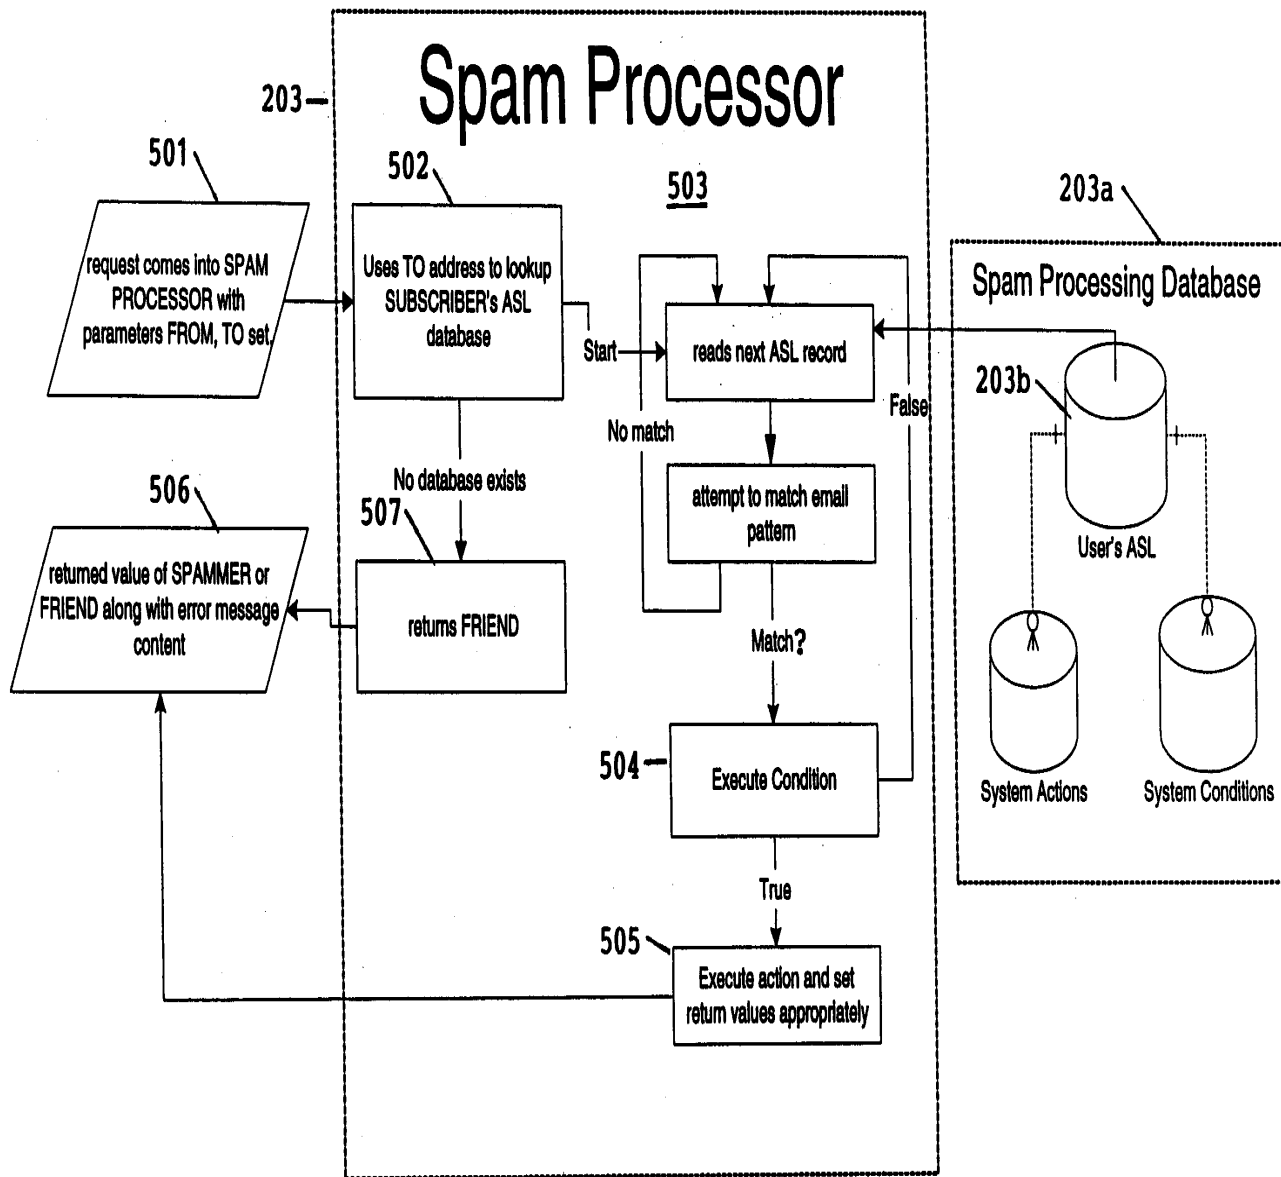 Spam Processor
203
501
502
503
203a
request comes into SPAM
PROCESSOR with
parameters FROM, TO set.
Uses TO address to lookup
SUBSCRIBER's ASL
database
Start
reads next ASL record
Spam Processing Database
203b
False
No match
No database exists
attempt to match email
pattern
User's ASL
506
507
returned value of SPAMMER or
FRIEND along with error message
content
returns FRIEND
Match?
504
Execute Condition
System Actions
System Conditions
True
505
Execute action and set
return values appropriately